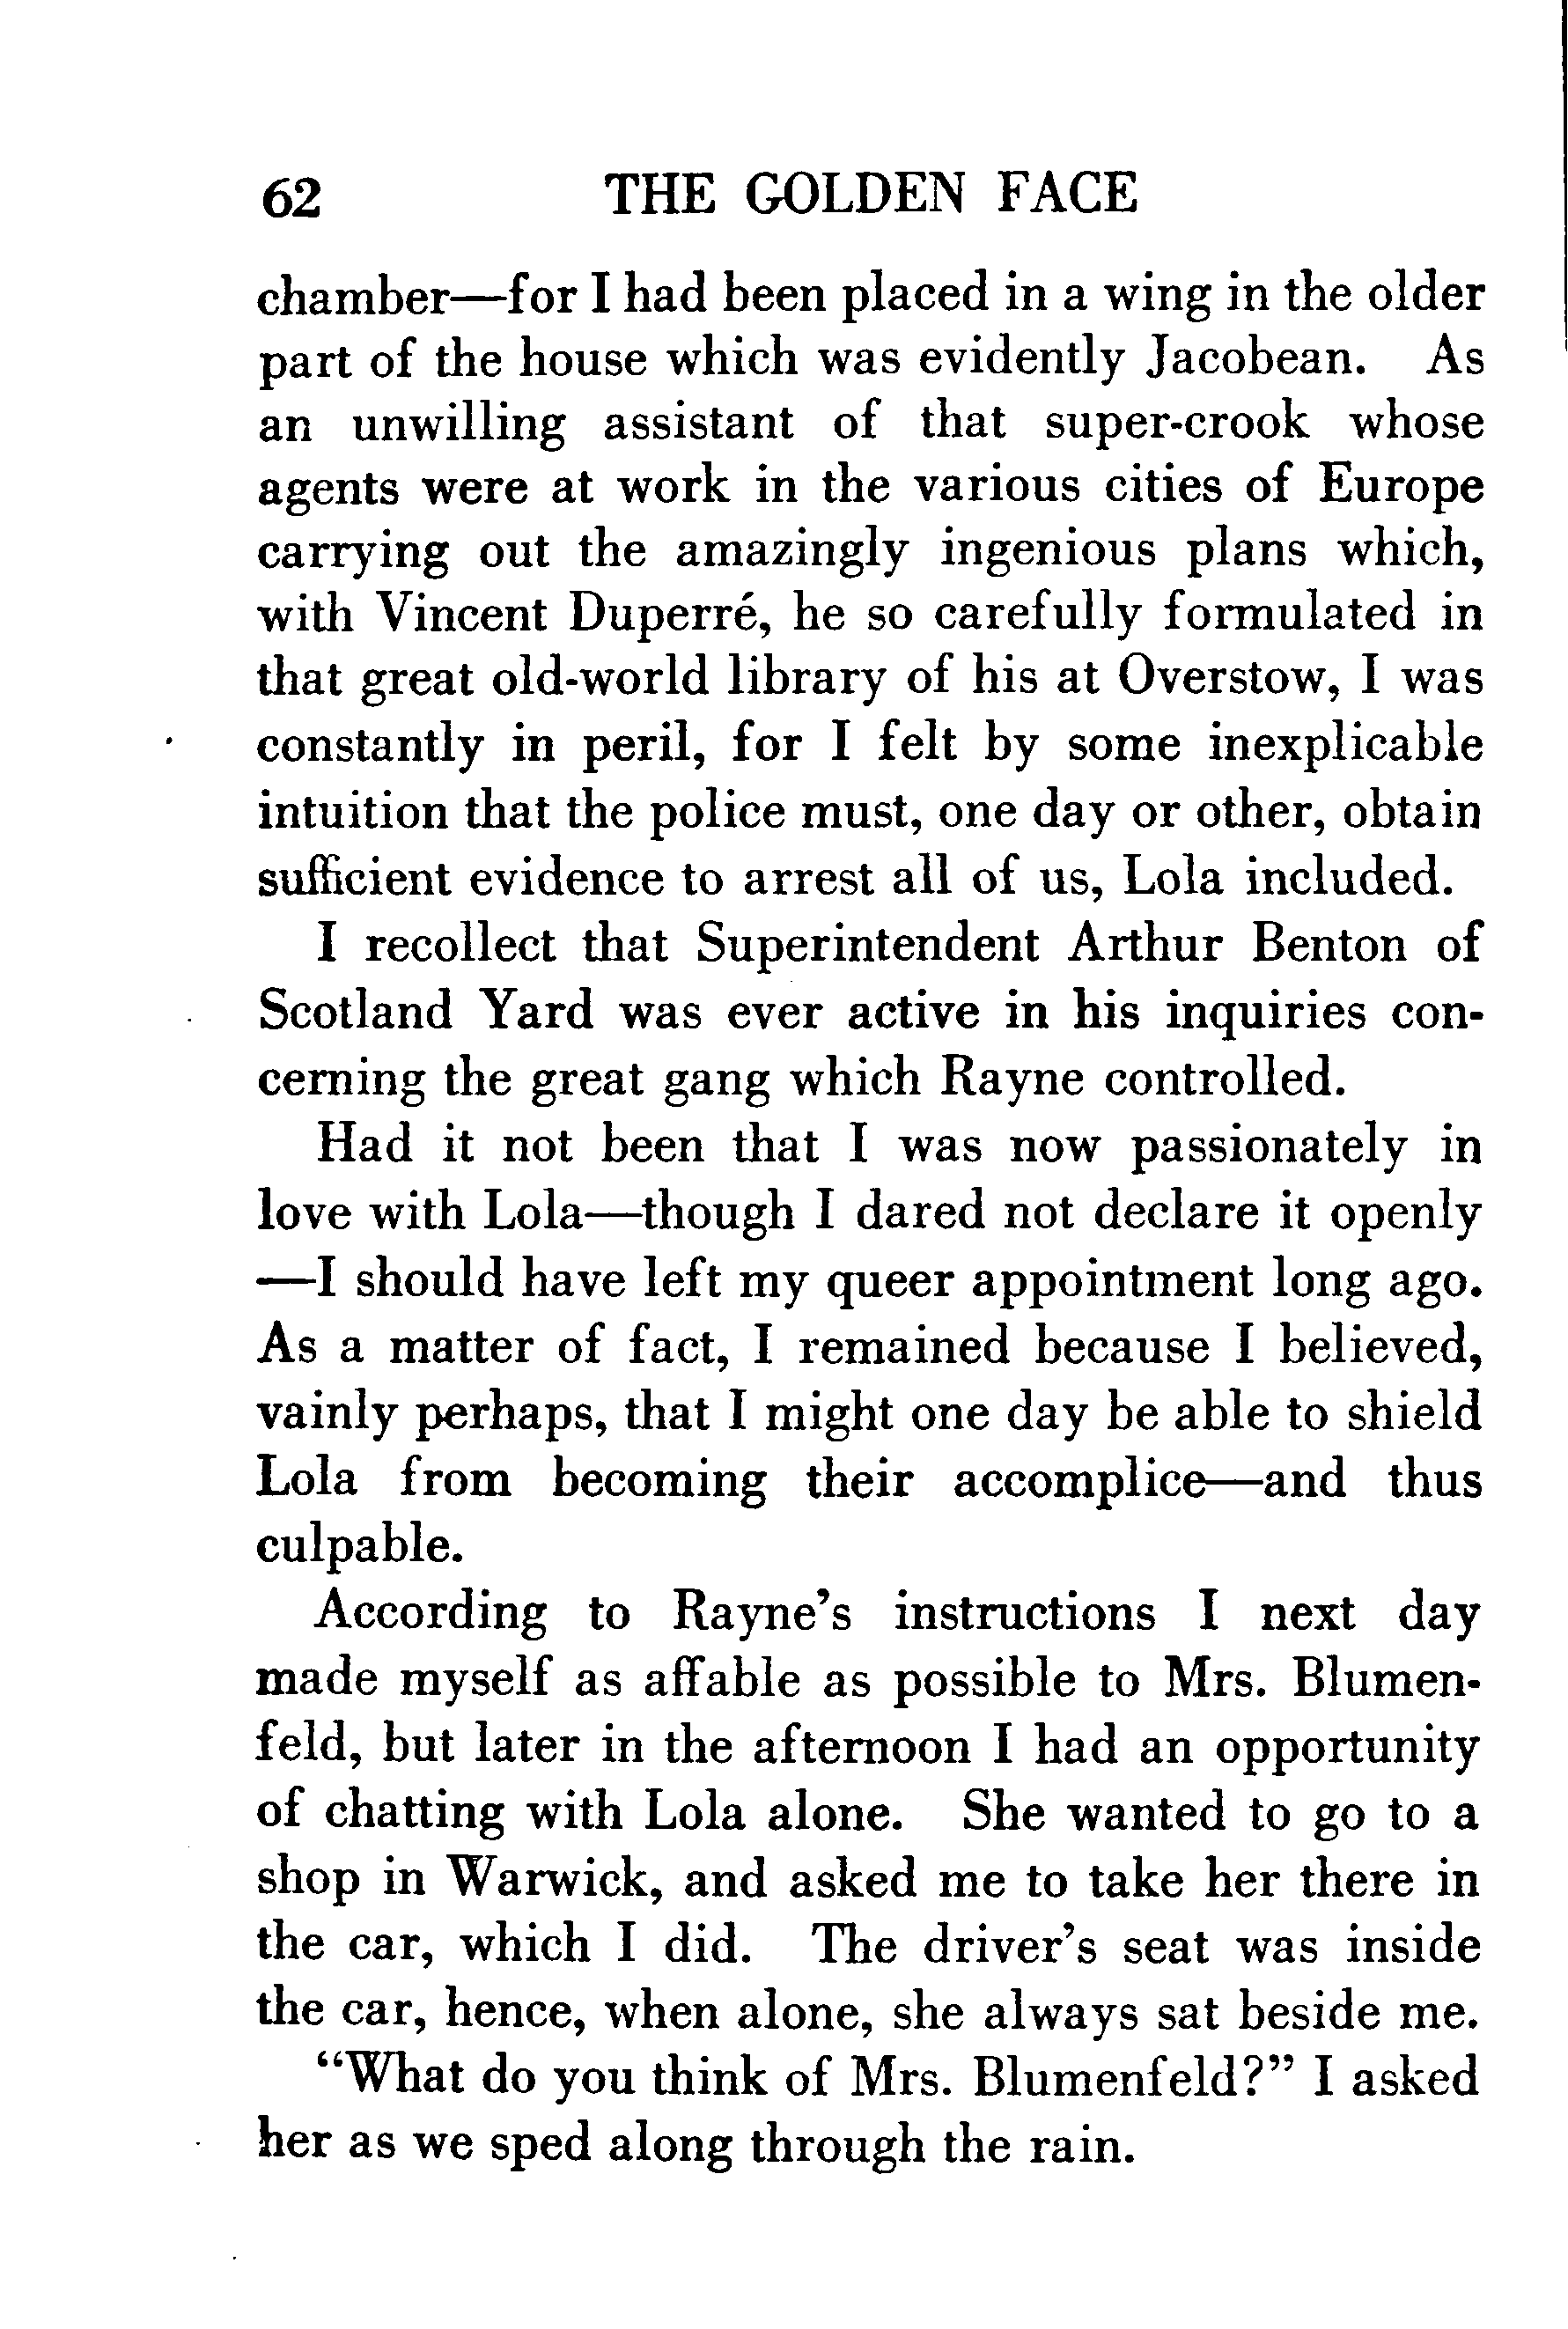 62 THE GOLDEN FACE
chamber—for I had been placed in a wing in the older
part of the house which was evidently Jacobean. As
an unwilling assistant of that super-crook whose
agents were at work in the various cities of Europe
carrying out the amazingly ingenious plans which,
with Vincent Duperré, he so carefully formulated in
that great old-world library of his at Overstow, I was
constantly in peril, for I felt by some inexplicable
intuition that the police must, one day or other, obtain
sufficient evidence to arrest all of us, Lola included.
I recollect that Superintendent Arthur Benton of
Scotland Yard was ever active in his inquiries con-
cerning the great gang which Rayne controlled.
Had it not been that I was now passionately in
love with Lola—though I dared not declare it openly
—I should have left my queer appointment long ago.
As a matter of fact, I remained because I believed,
vainly perhaps, that I might one day be able to shield
Lola from becoming their accomplice—and thus
culpable.
According to Rayne's instructions I next day
made myself as affable as possible to Mrs. Blumen-
feld, but later in the afternoon I had an opportunity
of chatting with Lola alone. She wanted to go to a
shop in Warwick, and asked me to take her there in
the car, which I did. The driver's seat was inside
the car, hence, when alone, she always sat beside me.
"What do you think of Mrs. Blumenfeld?" I asked
her as we sped along through the rain.